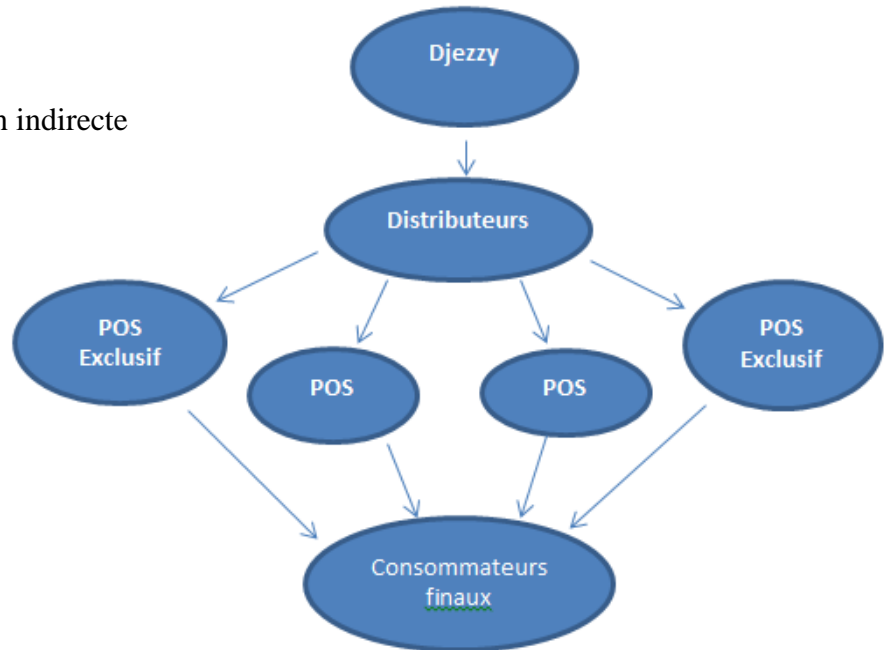 Djezzy
n indirecte
Distributeurs
POS
Exclusif
POS
POS
POS
Exclusif
Consommateurs
finaux